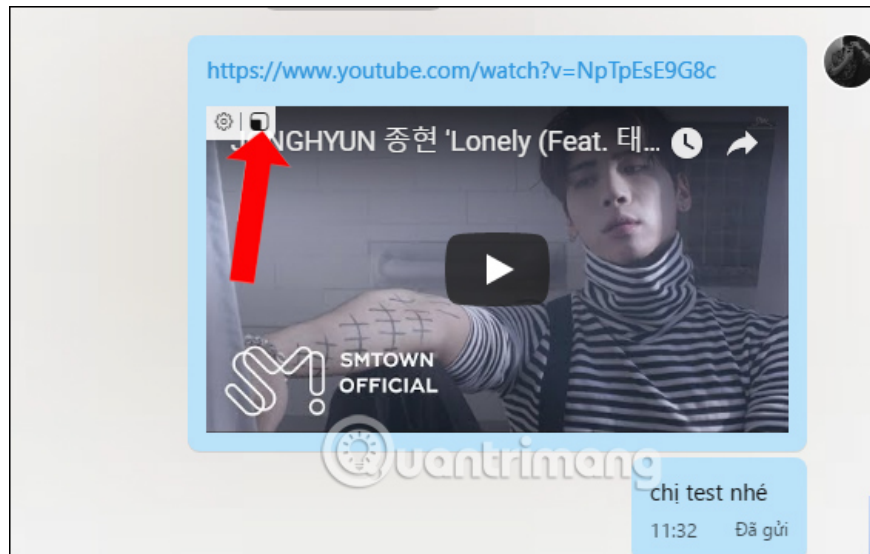 https://www.youtube.com/watch?v=NpTpEsE9G8c
NGHYUN 종현 'Lonely (Feat. 태...
SMTOWN
OFFICIAL
Quantrimang
chị test nhé
11:32 Đã gửi